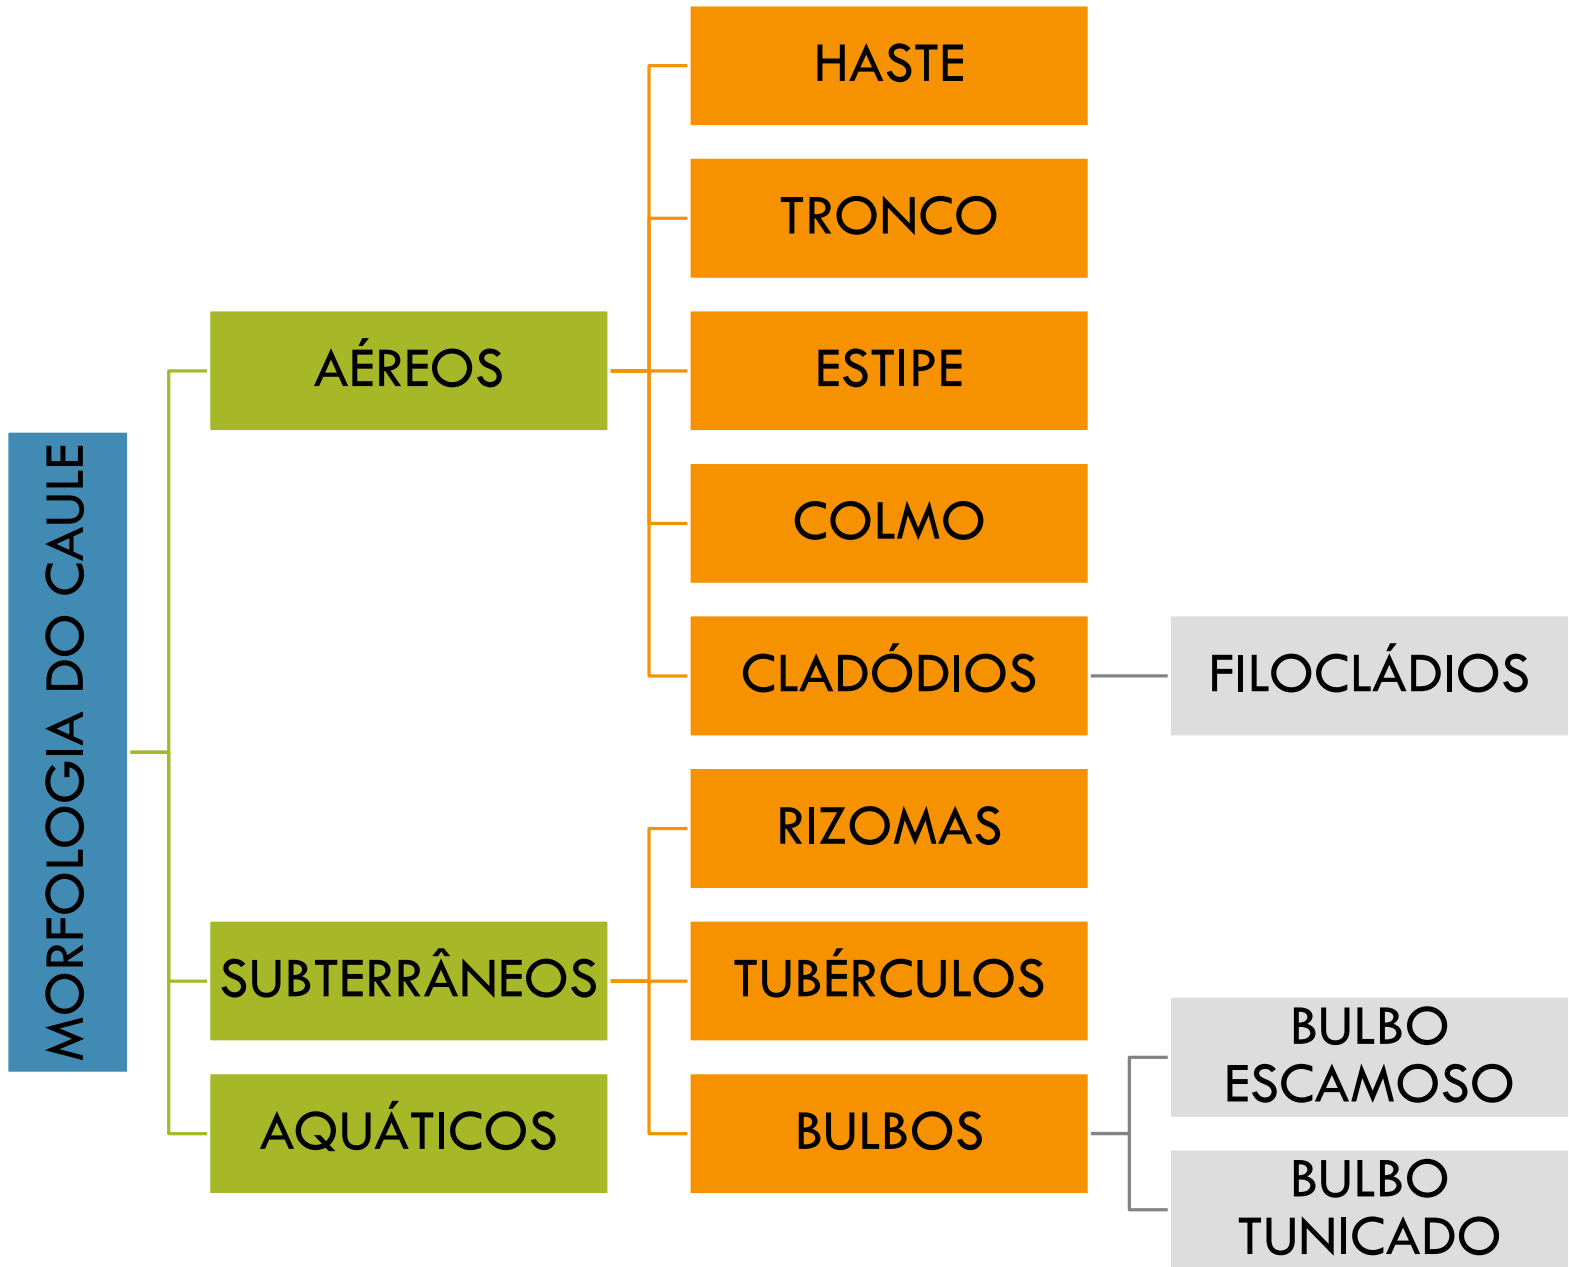 MORFOLOGIA DO CAULE
AÉREOS
HASTE
TRONCO
ESTIPE
COLMO
CLADÓDIOS
FILOCLÁDIOS
SUBTERRÂNEOS
RIZOMAS
TUBÉRCULOS
BULBOS
BULBO
ESCAMOSO
BULBO
TUNICADO
AQUÁTICOS